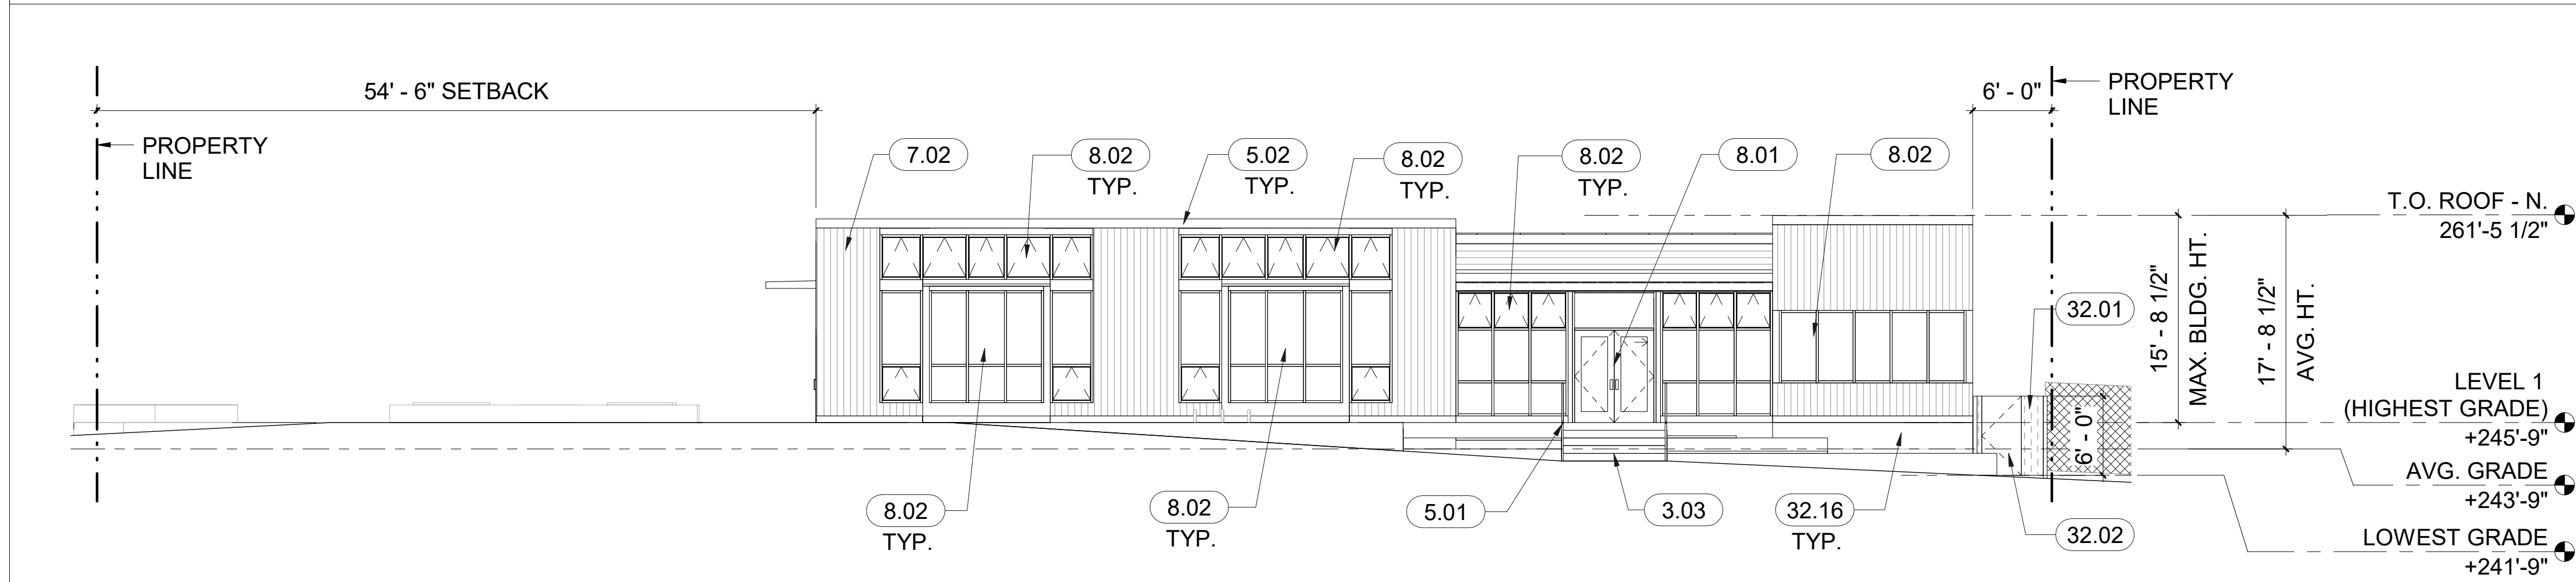 54' - 6" SETBACK
PROPERTY
LINE
7.02
8.02
TYP.
5.02
TYP.
8.02
TYP.
8.02
TYP.
8.01
8.02
6' - 0"
PROPERTY
LINE
T.O. ROOF - N.
261'-5 1/2"
15' - 8 1/2"
MAX. BLDG. HT.
17' - 8 1/2"
AVG. HT.
32.01
6' - 0"
LEVEL 1
(HIGHEST GRADE)
+245'-9"
AVG. GRADE
+243'-9"
LOWEST GRADE
+241'-9"
8.02
TYP.
8.02
TYP.
5.01
3.03
32.16
TYP.
32.02